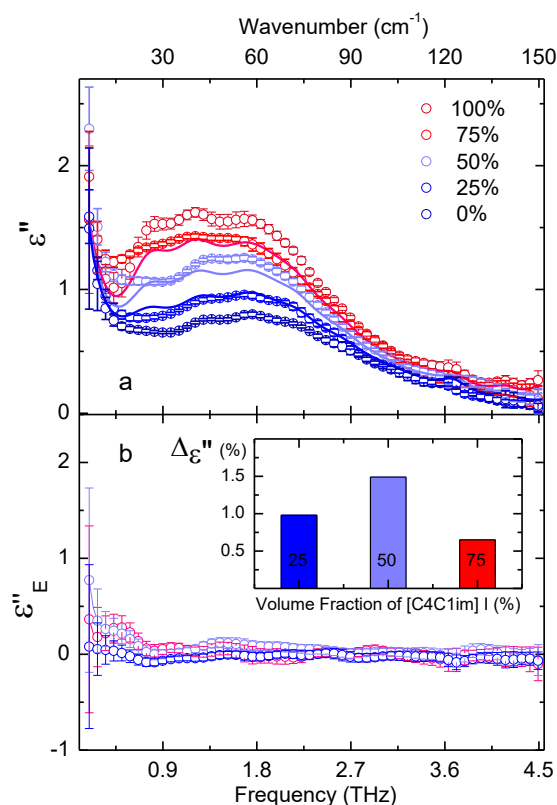 Wavenumber (cm⁻¹)
30 60 90 120 150
100%
75%
50%
25%
0%
2
1
0
ε"
a
b
Δε" (%)
1.5
1.0
0.5
25 50 75
Volume Fraction of [C4C1im] I (%)
2
1
0
-1
ε"E
0.9 1.8 2.7 3.6 4.5
Frequency (THz)